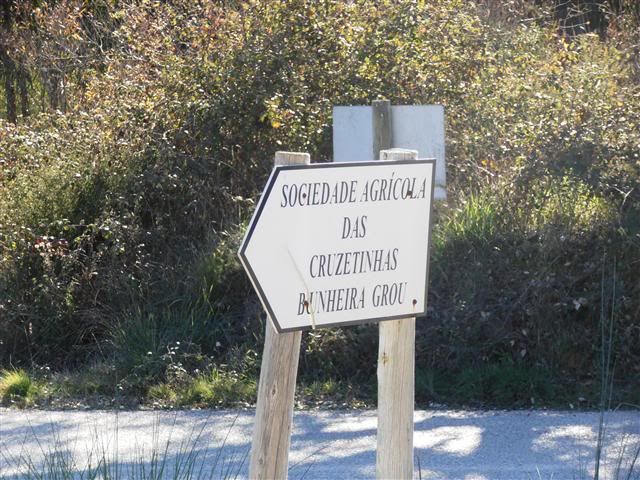 SOCIEDADE AGRÍCOLA
DAS
CRUZETINHAS
BUNHEIRA GROU